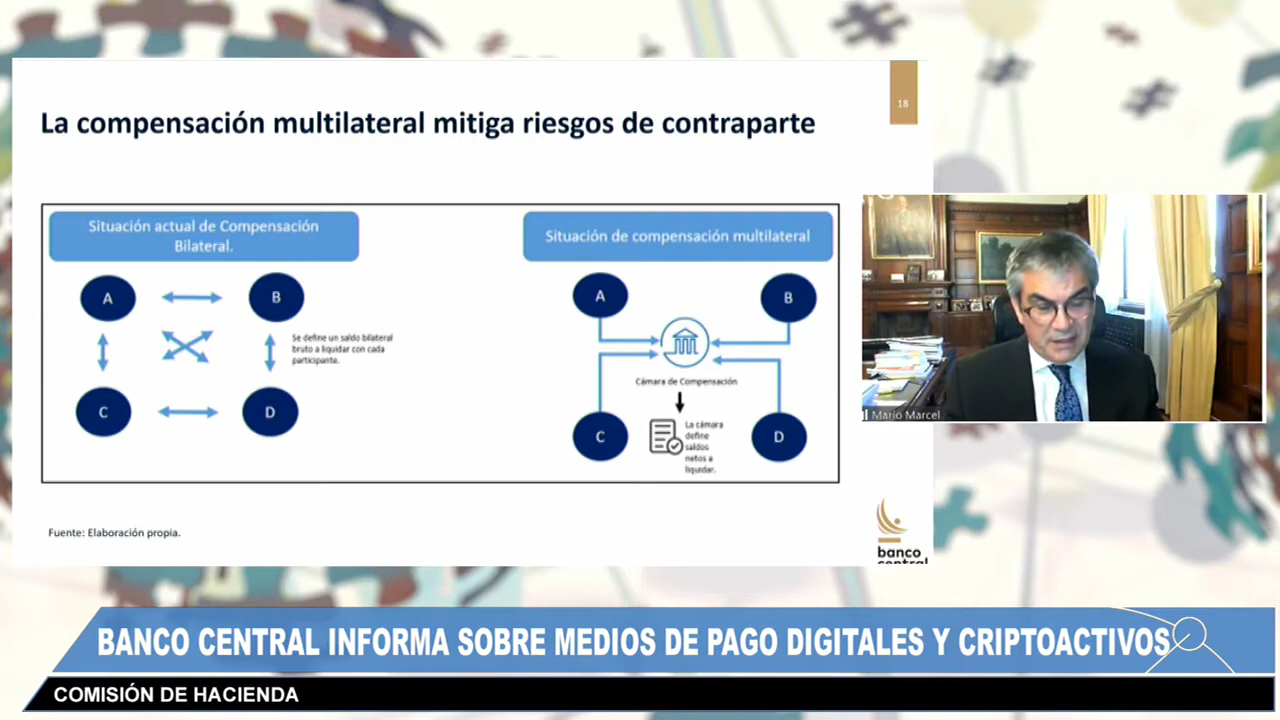 18
La compensación multilateral mitiga riesgos de contraparte
Situación actual de Compensación
Bilateral.
A
B
C
D
Se define un saldo bilateral
bruto a liquidar con cada
participante.
Situación de compensación multilateral
A
B
Cámara de Compensación
C
D
La cámara
define
saldos
netos a
liquidar.
Fuente: Elaboración propia.
banco
central
Mario Marcel
BANCO CENTRAL INFORMA SOBRE MEDIOS DE PAGO DIGITALES Y CRIPTOACTIVOS
COMISIÓN DE HACIENDA